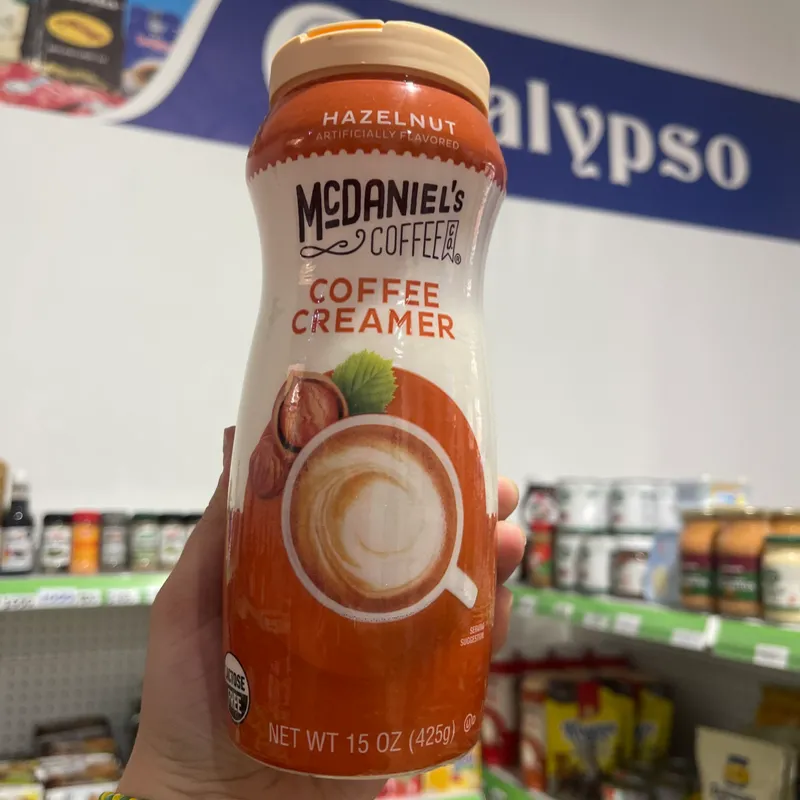 alypso
HAZELNUT
ARTIFICIALLY FLAVORED
McDANIEL'S
COFFEE CO.®
COFFEE
CREAMER
SERVING
SUGGESTION
LACTOSE
FREE
NET WT 15 OZ (425g)